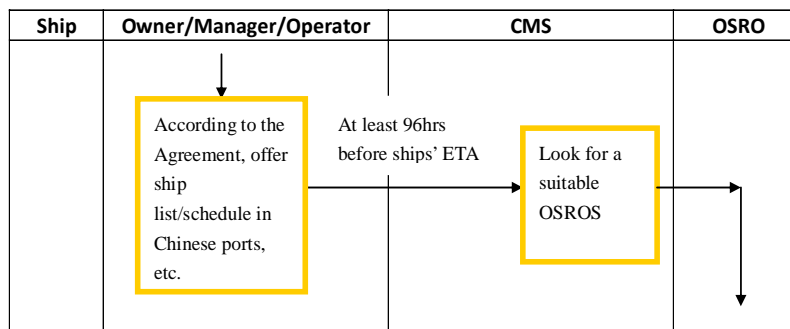 Ship Owner/Manager/Operator CMS OSRO
According to the
Agreement, offer
ship
list/schedule in
Chinese ports,
etc.
At least 96hrs
before ships’ ETA
Look for a
suitable
OSROS